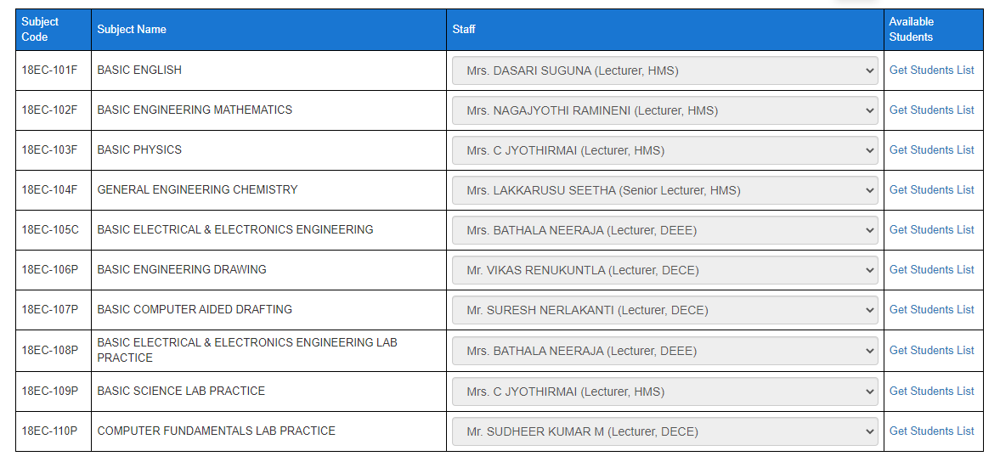 Subject Code Subject Name Staff Available Students
18EC-101F BASIC ENGLISH Mrs. DASARI SUGUNA (Lecturer, HMS) Get Students List
18EC-102F BASIC ENGINEERING MATHEMATICS Mrs. NAGAJYOTHI RAMINENI (Lecturer, HMS) Get Students List
18EC-103F BASIC PHYSICS Mrs. C JYOTHIRMAI (Lecturer, HMS) Get Students List
18EC-104F GENERAL ENGINEERING CHEMISTRY Mrs. LAKKARUSU SEETHA (Senior Lecturer, HMS) Get Students List
18EC-105C BASIC ELECTRICAL & ELECTRONICS ENGINEERING Mrs. BATHALA NEERAJA (Lecturer, DEEE) Get Students List
18EC-106P BASIC ENGINEERING DRAWING Mr. VIKAS RENUKUNTLA (Lecturer, DECE) Get Students List
18EC-107P BASIC COMPUTER AIDED DRAFTING Mr. SURESH NERLAKANTI (Lecturer, DECE) Get Students List
18EC-108P BASIC ELECTRICAL & ELECTRONICS ENGINEERING LAB PRACTICE Mrs. BATHALA NEERAJA (Lecturer, DEEE) Get Students List
18EC-109P BASIC SCIENCE LAB PRACTICE Mrs. C JYOTHIRMAI (Lecturer, HMS) Get Students List
18EC-110P COMPUTER FUNDAMENTALS LAB PRACTICE Mr. SUDHEER KUMAR M (Lecturer, DECE) Get Students List